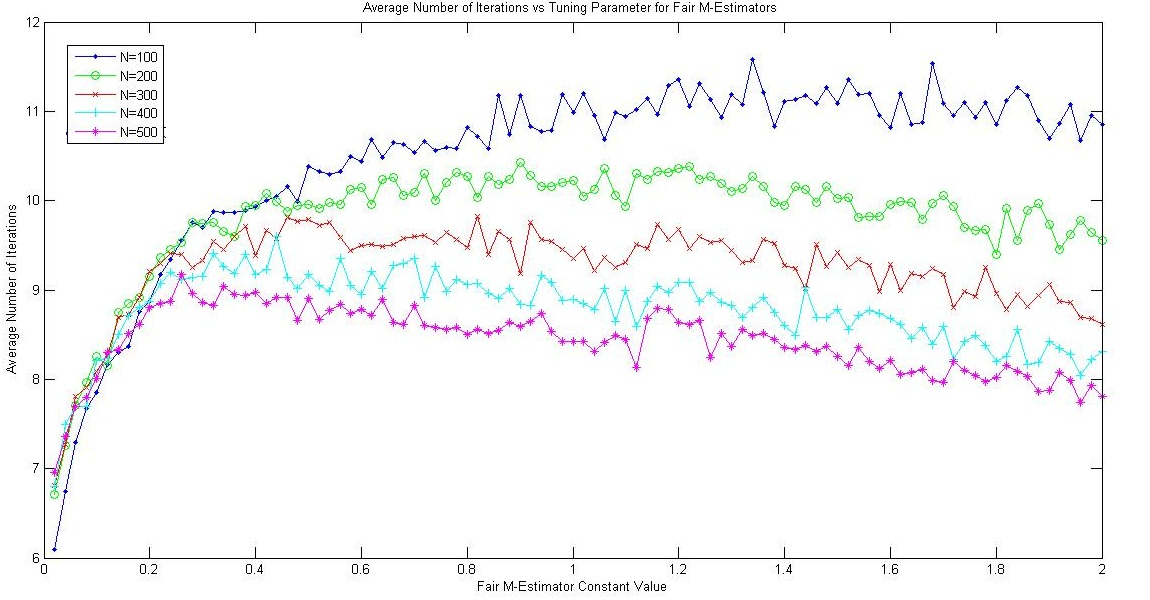 Average Number of Iterations vs Tuning Parameter for Fair M-Estimators
12
11
10
9
8
7
6
Average Number of Iterations
N=100
N=200
N=300
N=400
N=500
0 0.2 0.4 0.6 0.8 1 1.2 1.4 1.6 1.8 2
Fair M-Estimator Constant Value